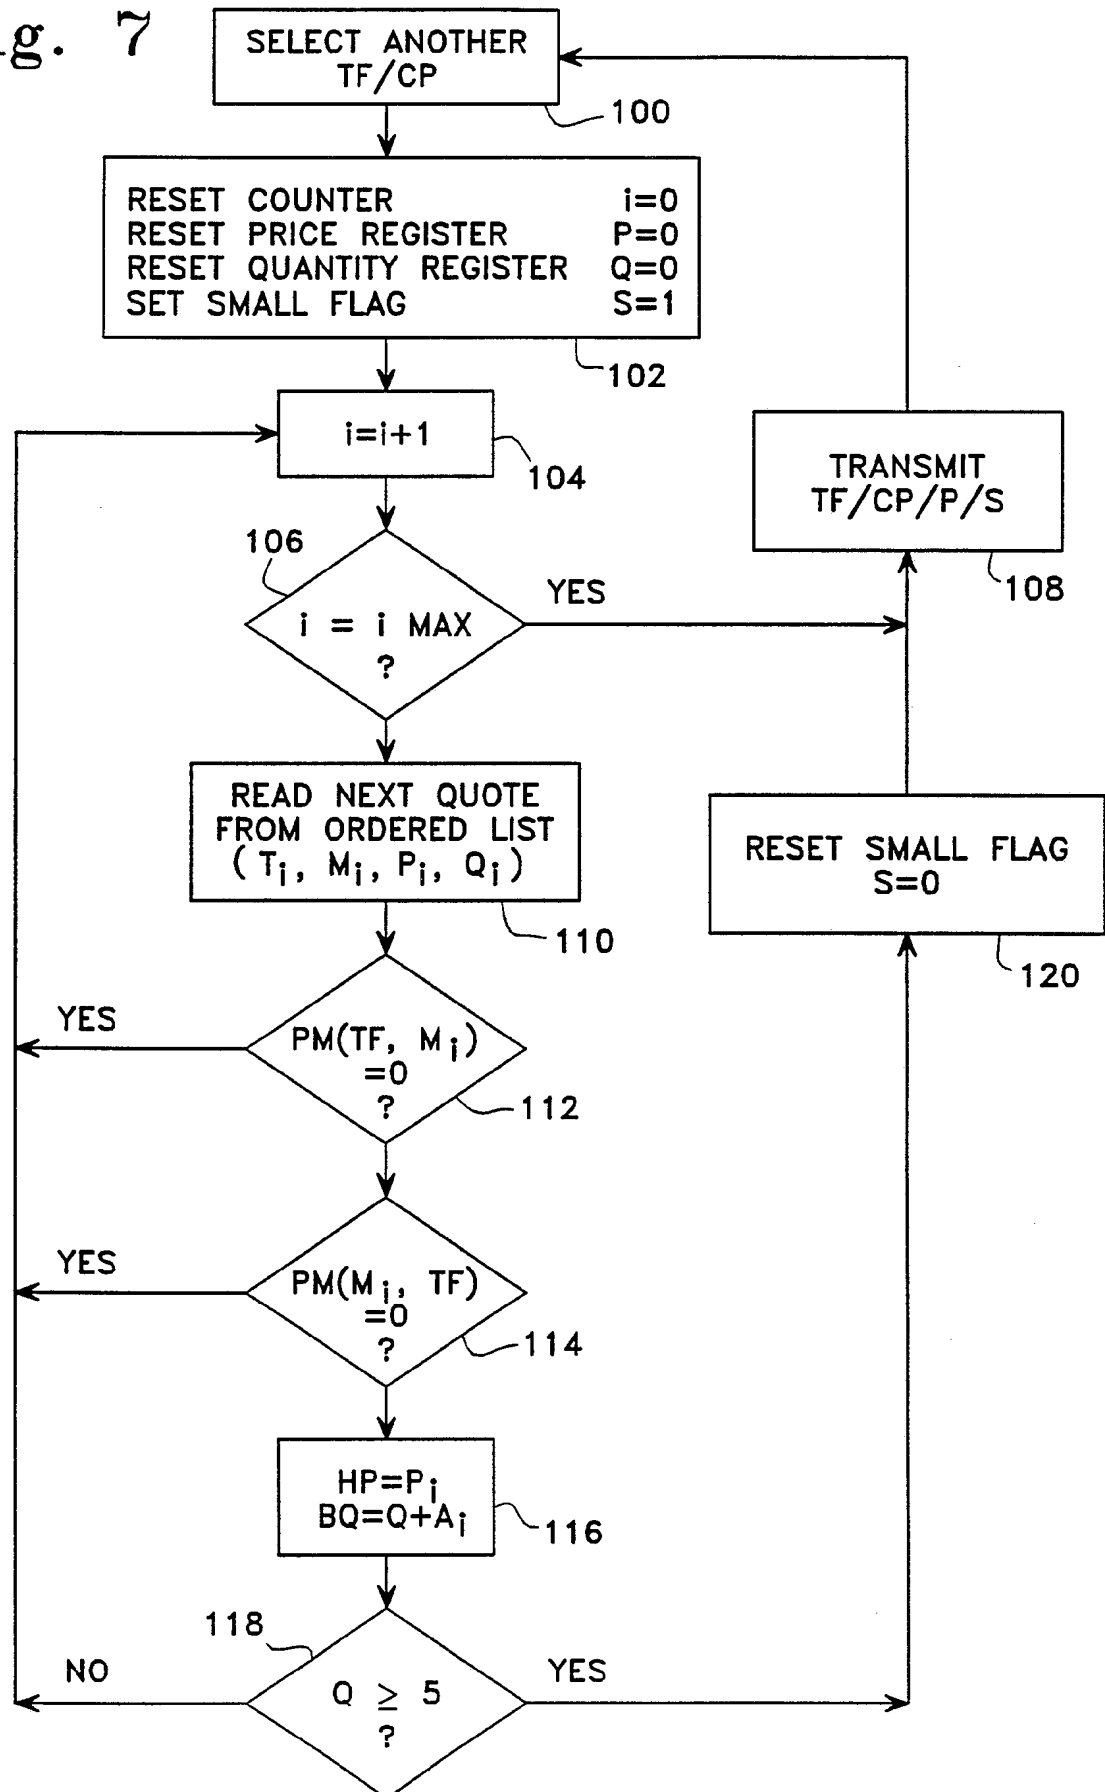 g. 7
SELECT ANOTHER
TF/CP
100
RESET COUNTER i=0
RESET PRICE REGISTER P=0
RESET QUANTITY REGISTER Q=0
SET SMALL FLAG S=1
102
i=i+1
104
TRANSMIT
TF/CP/P/S
108
106
YES
i = i MAX
?
READ NEXT QUOTE
FROM ORDERED LIST
(Ti, Mi, Pi, Qi)
110
RESET SMALL FLAG
S=0
120
YES
PM(TF, Mi)
=0
?
112
YES
PM(Mi, TF)
=0
?
114
HP=Pi
BQ=Q+Ai
116
118
NO
Q ≥ 5
?
YES